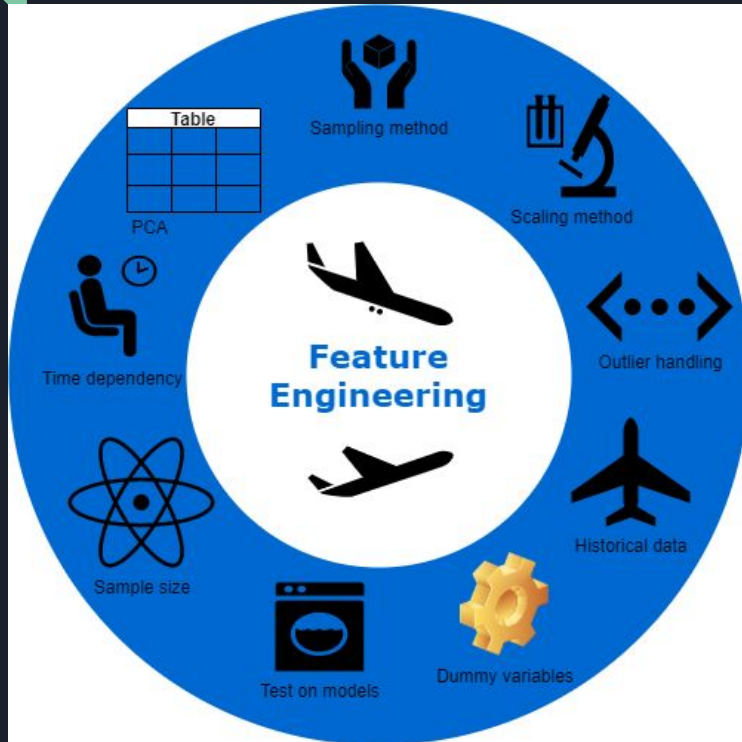 Table
Sampling method
Scaling method
PCA
Time dependency
Feature
Engineering
Outlier handling
Historical data
Sample size
Test on models
Dummy variables